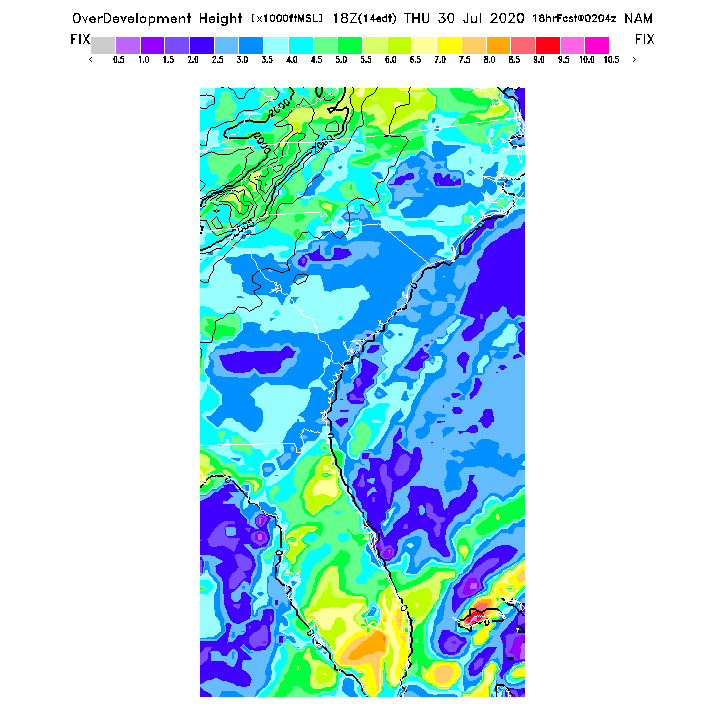 OverDevelopment Height [x1000ftMSL] 18Z(14edt) THU 30 Jul 2020 18hrFcst@0204z NAM
FIX FIX
< 0.5 1.0 1.5 2.0 2.5 3.0 3.5 4.0 4.5 5.0 5.5 6.0 6.5 7.0 7.5 8.0 8.5 9.0 9.5 10.0 10.5 >
2000
2000